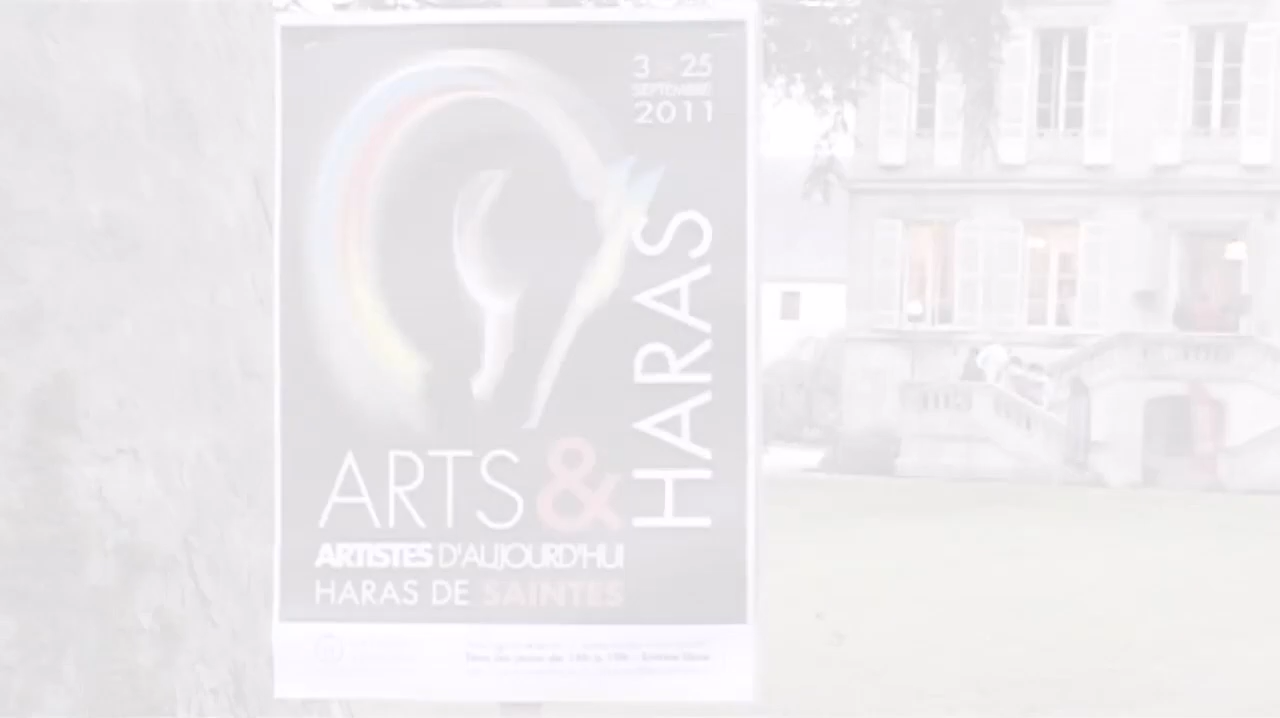 3 25
SEPTEMBRE
2011
HARAS
ARTS &
ARTISTES D'AUJOURD'HUI
HARAS DE SAINTES